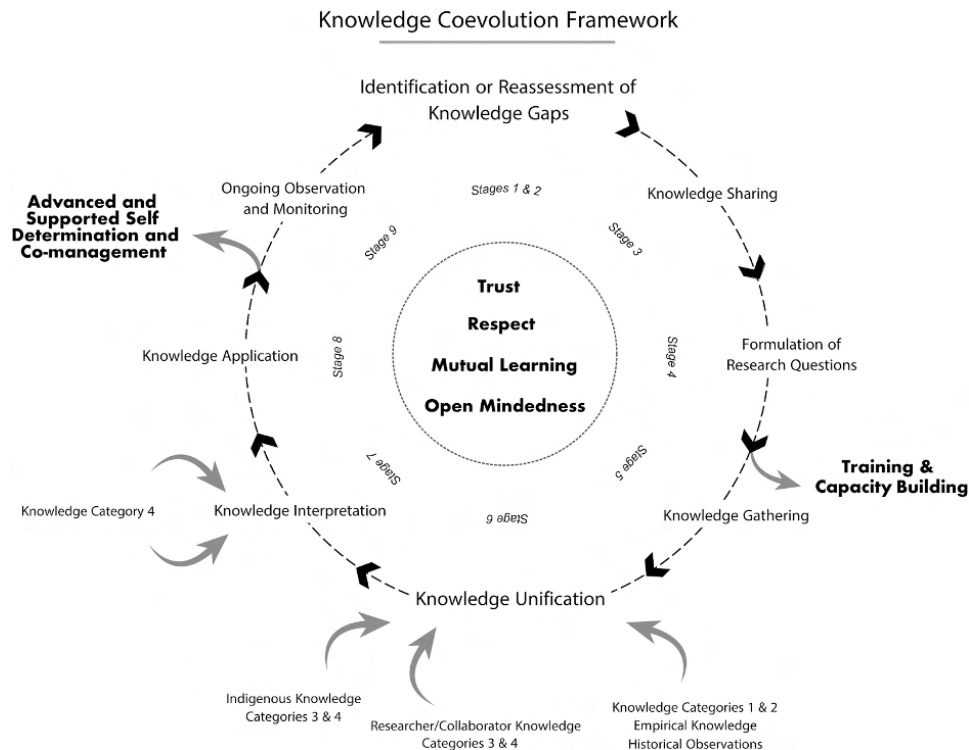 Knowledge Coevolution Framework
Identification or Reassessment of
Knowledge Gaps
Stages 1 & 2
Knowledge Sharing
Stage 3
Formulation of
Research Questions
Stage 4
Training &
Capacity Building
Knowledge Gathering
Stage 5
Knowledge Unification
Stage 6
Knowledge Categories 1 & 2
Empirical Knowledge
Historical Observations
Researcher/Collaborator Knowledge
Categories 3 & 4
Indigenous Knowledge
Categories 3 & 4
Knowledge Interpretation
Stage 7
Knowledge Category 4
Knowledge Application
Stage 8
Advanced and
Supported Self
Determination and
Co-management
Ongoing Observation
and Monitoring
Stage 9
Trust
Respect
Mutual Learning
Open Mindedness